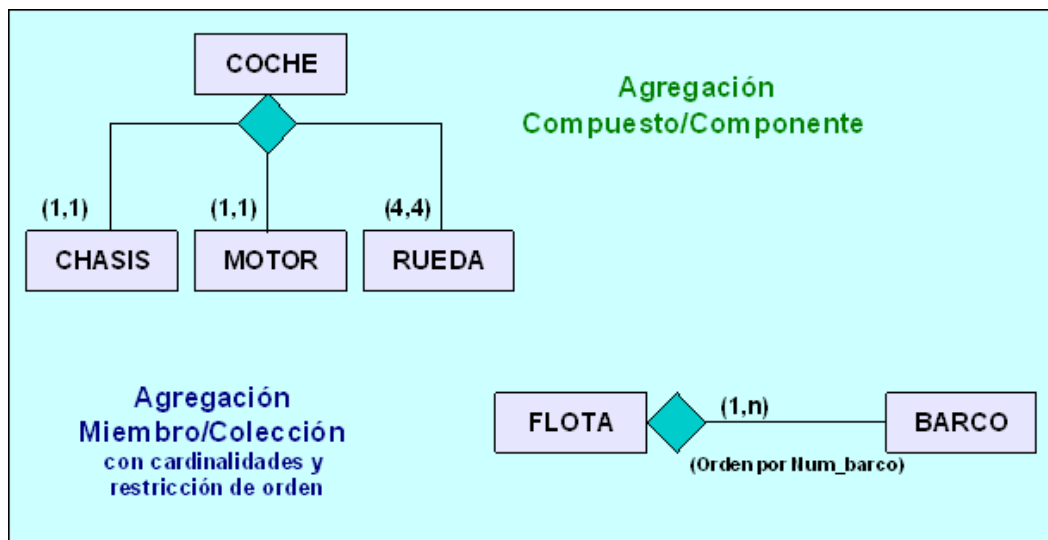 COCHE
Agregación
Compuesto/Componente
(1,1)
(1,1)
(4,4)
CHASIS
MOTOR
RUEDA
Agregación
Miembro/Colección
con cardinalidades y
restricción de orden
FLOTA
(1,n)
BARCO
(Orden por Num_barco)